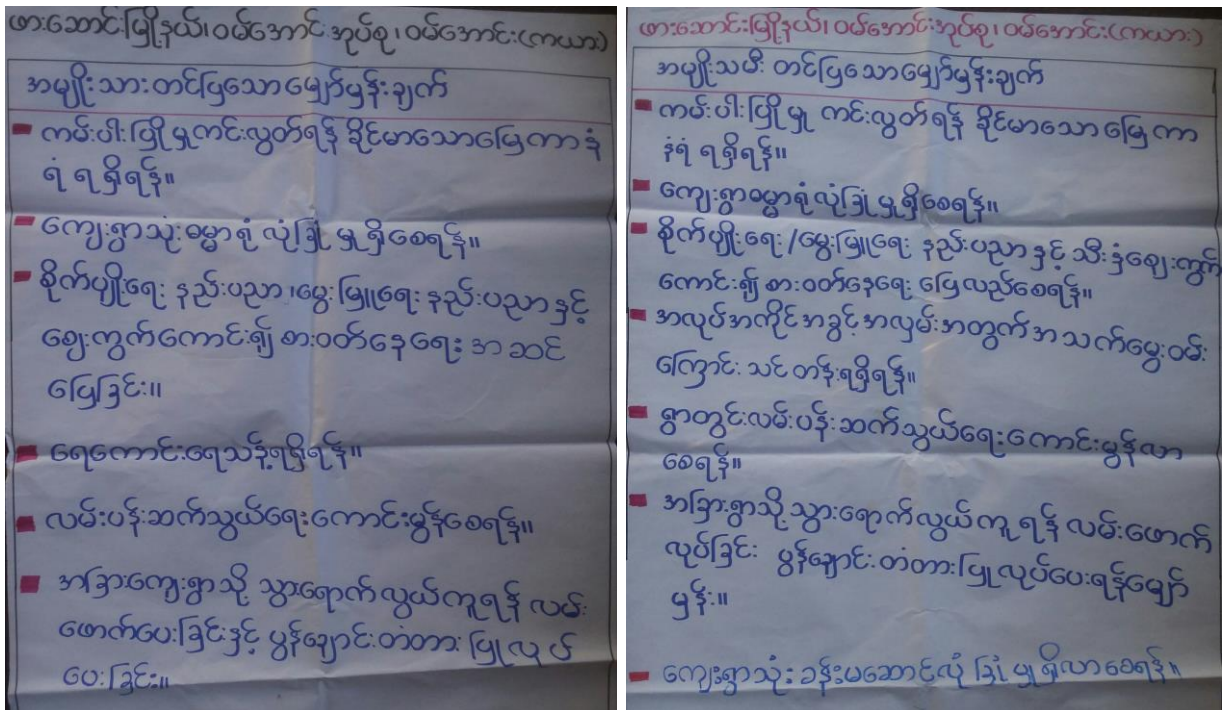 ဖားဆောင်းမြို့နယ်၊ ဝမ်အောင်းအုပ်စု၊ ဝမ်အောင်း(ကယား)
အမျိုးသားတင်ပြသောမျှော်မှန်းချက်
ကမ်းပါးပြိုမှုကင်းလွတ်ရန် ခိုင်မာသောမြေကာနံ
ရံ ရရှိရန်။
ကျေးရွာသုံးဓမ္မာရုံ လုံခြုံမှုရှိစေရန်။
စိုက်ပျိုးရေး နည်းပညာ၊မွေးမြူရေး နည်းပညာနှင့်
ဈေးကွက်ကောင်း၍ စားဝတ်နေရေး အဆင်
ပြေခြင်း။
ရေကောင်းရေသန့်ရရှိရန်။
လမ်းပန်းဆက်သွယ်ရေးကောင်းမွန်စေရန်။
အခြားကျေးရွာသို့ သွားရောက်လွယ်ကူရန် လမ်း
ဖောက်ပေးခြင်းနှင့် မွန်ချောင်းတံတား ပြုလုပ်
ပေးခြင်း။
ဖားဆောင်းမြို့နယ်၊ ဝမ်အောင်းအုပ်စု၊ ဝမ်အောင်း(ကယား)
အမျိုးသမီး တင်ပြသောမျှော်မှန်းချက်
ကမ်းပါးပြိုမှု ကင်းလွတ်ရန် ခိုင်မာသောမြေကာ
နံရံ ရရှိရန်။
ကျေးရွာဓမ္မာရုံလုံခြုံမှုရှိစေရန်။
စိုက်ပျိုးရေး/မွေးမြူရေး နည်းပညာနှင့် သီးနှံဈေးကွက်
ကောင်း၍ စားဝတ်နေရေး ပြေလည်စေရန်။
အလုပ်အကိုင်အခွင့်အလှမ်းအတွက်အသက်မွေးဝမ်း
ကြောင်း သင်တန်းရရှိရန်။
ရွာတွင်းလမ်းပန်းဆက်သွယ်ရေးကောင်းမွန်လာ
စေရန်။
အခြားရွာသို့သွားရောက်လွယ်ကူရန် လမ်းဖောက်
လုပ်ခြင်း မွန်ချောင်းတံတားပြုလုပ်ပေးရန်မျှော်
မှန်း။
ကျေးရွာသုံးခန်းမဆောင်လုံခြုံမှုရှိလာစေရန်။